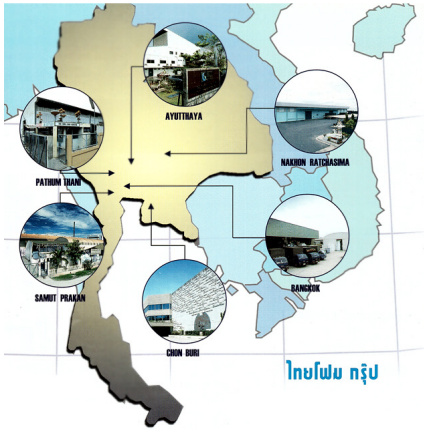 AYUTTHAYA
NAKHON RATCHASIMA
PATHUM THANI
SAMUT PRAKAN
BANGKOK
CHON BURI
ไทยโฟม กรุ๊ป